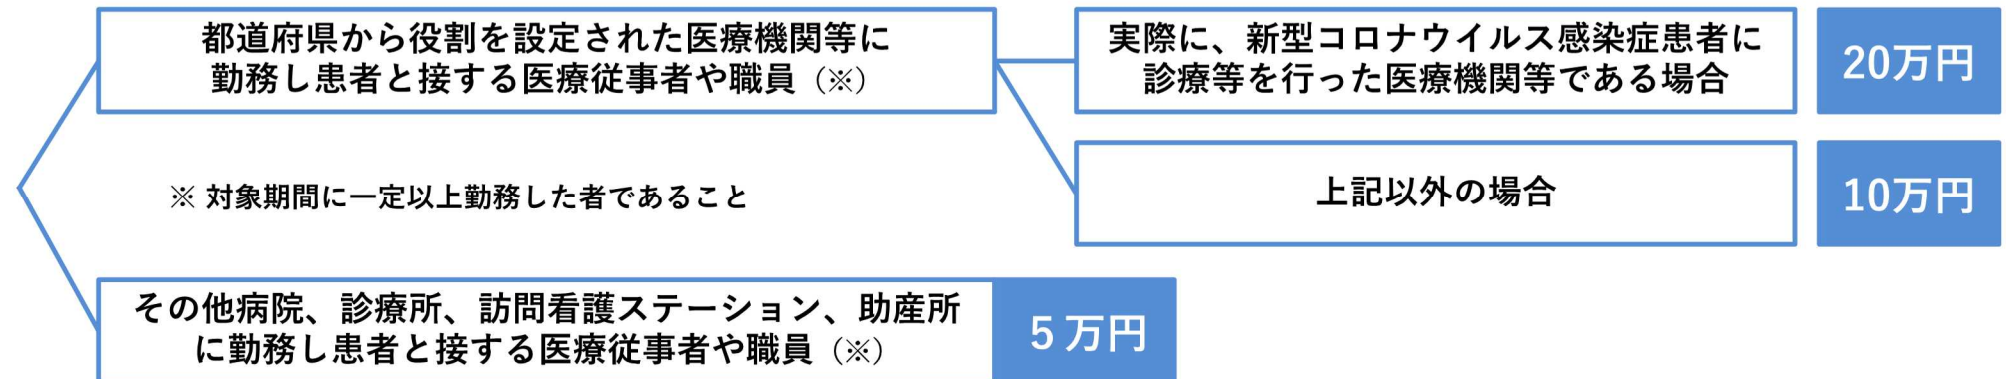 都道府県から役割を設定された医療機関等に
勤務し患者と接する医療従事者や職員（※）
実際に、新型コロナウイルス感染症患者に
診療等を行った医療機関等である場合
20万円
※ 対象期間に一定以上勤務した者であること
上記以外の場合
10万円
その他病院、診療所、訪問看護ステーション、助産所
に勤務し患者と接する医療従事者や職員（※）
５万円